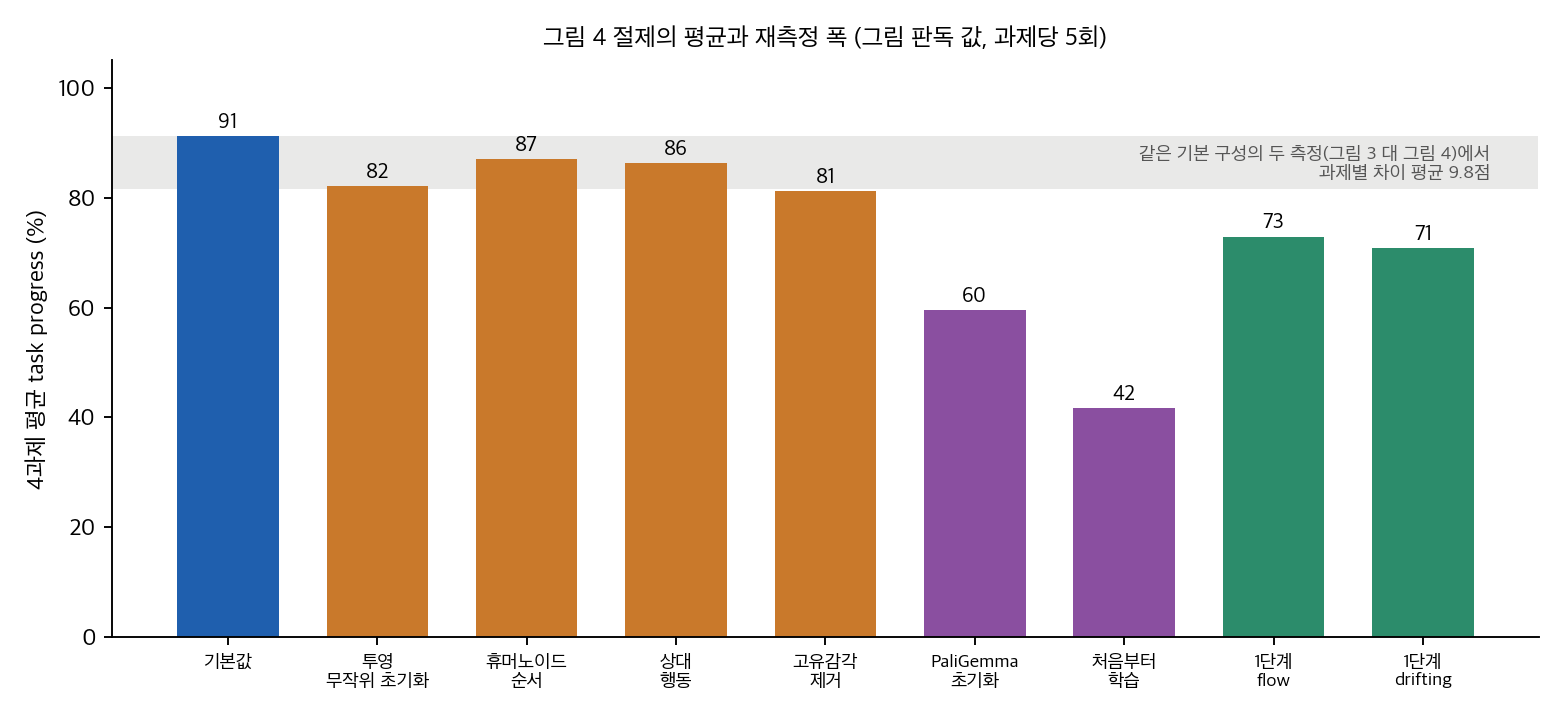 그림 4 절제의 평균과 재측정 폭 (그림 판독 값, 과제당 5회)
4과제 평균 task progress (%)
100
80
60
40
20
0
91
82
87
86
81
60
42
73
71
같은 기본 구성의 두 측정(그림 3 대 그림 4)에서
과제별 차이 평균 9.8점
기본값
투영
무작위 초기화
휴머노이드
순서
상대
행동
고유감각
제거
PaliGemma
초기화
처음부터
학습
1단계
flow
1단계
drifting